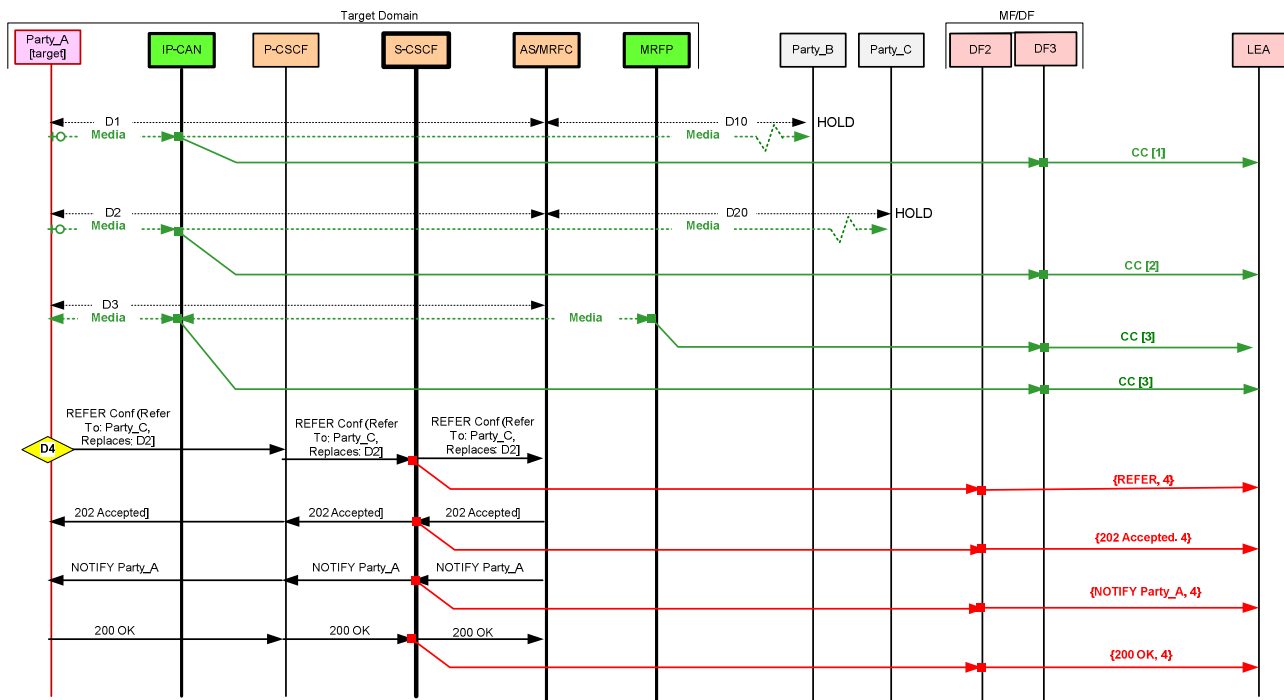 Target Domain
MF/DF
Party_A
[target]
IP-CAN
P-CSCF
S-CSCF
AS/MRFC
MRFP
Party_B
Party_C
DF2
DF3
LEA
D1
D10
HOLD
Media
Media
CC [1]
D2
D20
HOLD
Media
Media
CC [2]
D3
Media
Media
CC [3]
CC [3]
REFER Conf (Refer
To: Party_C,
Replaces: D2]
REFER Conf (Refer
To: Party_C,
Replaces: D2]
REFER Conf (Refer
To: Party_C,
Replaces: D2]
D4
{REFER, 4}
202 Accepted]
202 Accepted]
202 Accepted]
{202 Accepted. 4}
NOTIFY Party_A
NOTIFY Party_A
NOTIFY Party_A
{NOTIFY Party_A, 4}
200 OK
200 OK
200 OK
{200 OK, 4}